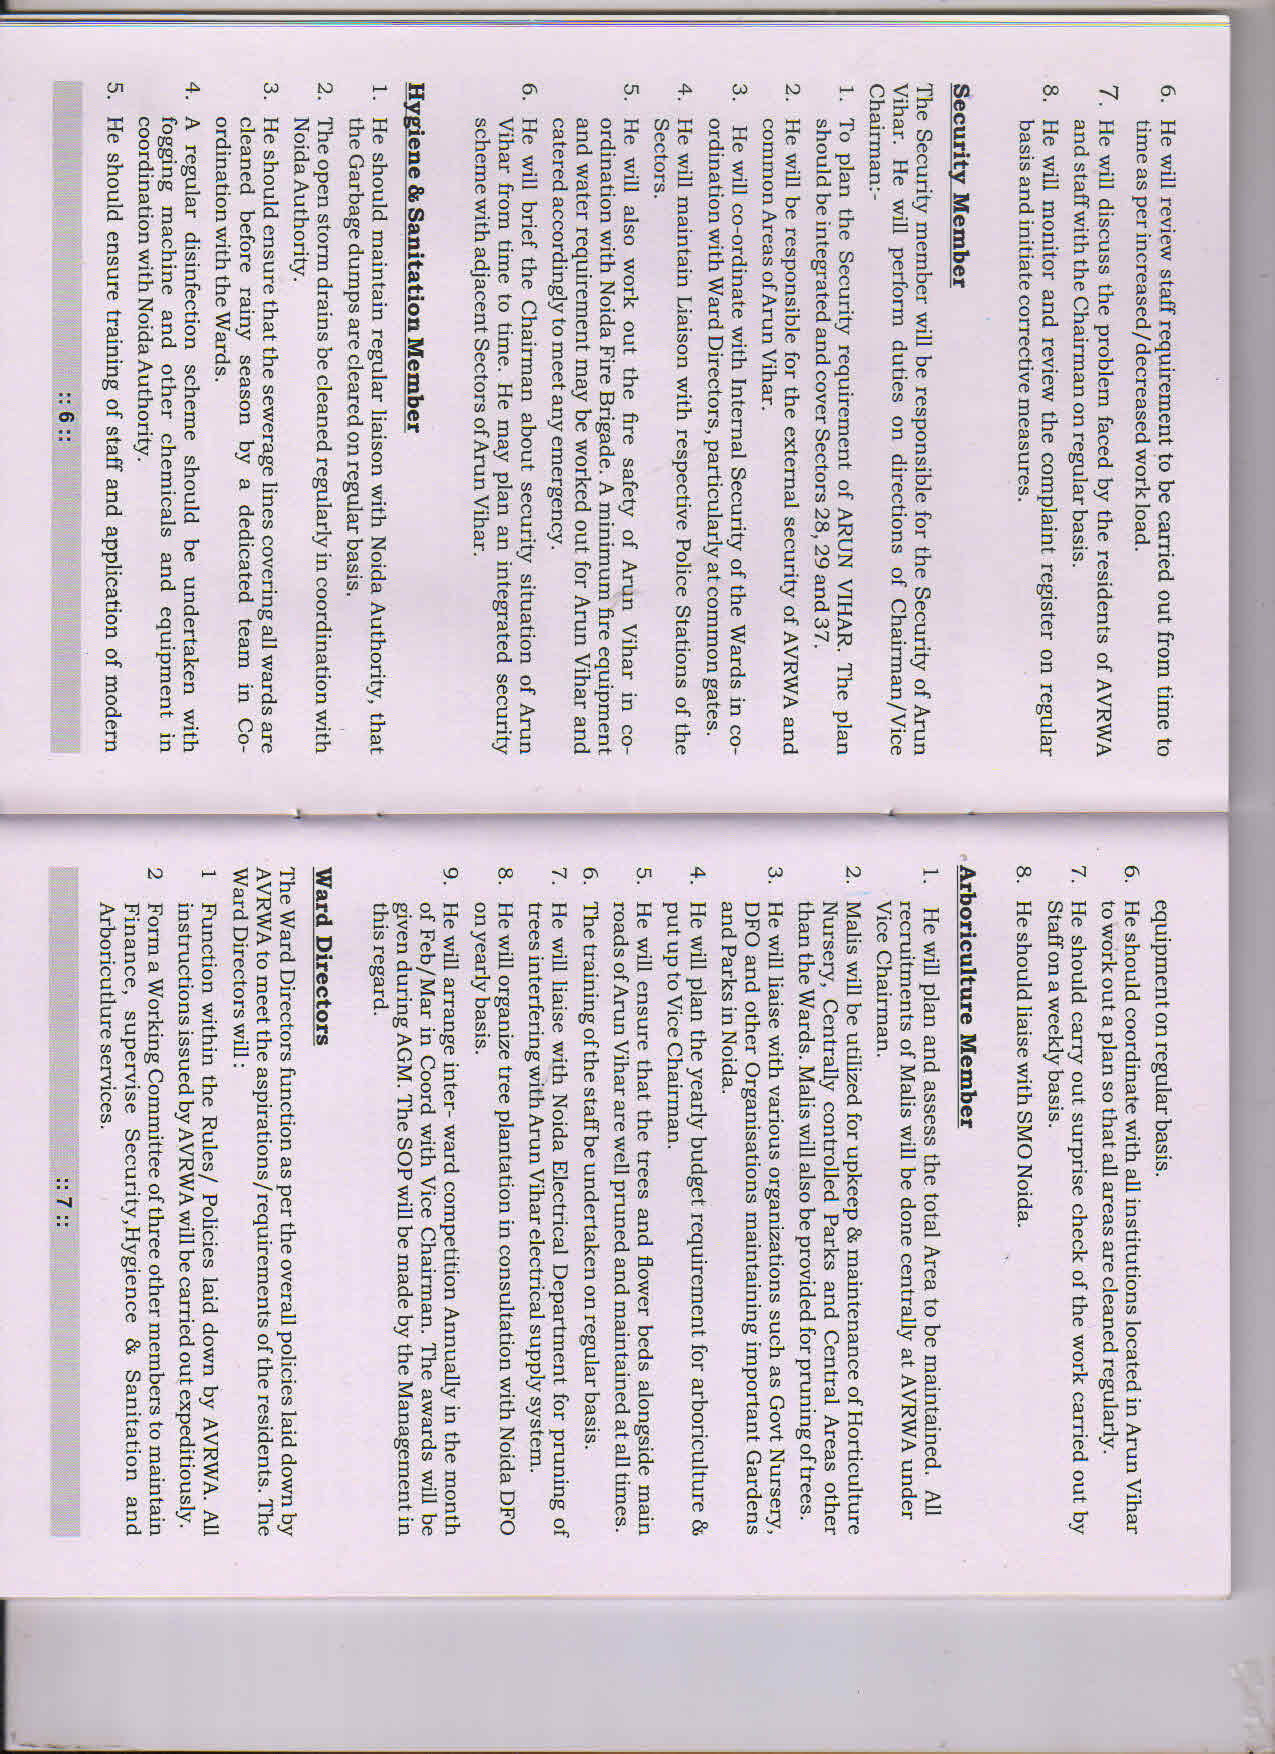 6. He will review staff requirement to be carried out from time to
time as per increased/decreased work load.
7. He will discuss the problem faced by the residents of AVRWA
and staff with the Chairman on regular basis.
8. He will monitor and review the complaint register on regular
basis and initiate corrective measures.
Security Member
The Security member will be responsible for the Security of Arun
Vihar. He will perform duties on directions of Chairman/Vice
Chairman:-
1. To plan the Security requirement of ARUN VIHAR. The plan
should be integrated and cover Sectors 28, 29 and 37.
2. He will be responsible for the external security of AVRWA and
common Areas of Arun Vihar.
3. He will co-ordinate with Internal Security of the Wards in co-
ordination with Ward Directors, particularly at common gates.
4. He will maintain Liaison with respective Police Stations of the
Sectors.
5. He will also work out the fire safety of Arun Vihar in co-
ordination with Noida Fire Brigade. A minimum fire equipment
and water requirement may be worked out for Arun Vihar and
catered accordingly to meet any emergency.
6. He will brief the Chairman about security situation of Arun
Vihar from time to time. He may plan an integrated security
scheme with adjacent Sectors of Arun Vihar.
Hygiene & Sanitation Member
1. He should maintain regular liaison with Noida Authority, that
the Garbage dumps are cleared on regular basis.
2. The open storm drains be cleaned regularly in coordination with
Noida Authority.
3. He should ensure that the sewerage lines covering all wards are
cleaned before rainy season by a dedicated team in Co-
ordination with the Wards.
4. A regular disinfection scheme should be undertaken with
fogging machine and other chemicals and equipment in
coordination with Noida Authority.
5. He should ensure training of staff and application of modern
:: 6 ::
equipment on regular basis.
6. He should coordinate with all institutions located in Arun Vihar
to work out a plan so that all areas are cleaned regularly.
7. He should carry out surprise check of the work carried out by
Staff on a weekly basis.
8. He should liaise with SMO Noida.
Arboriculture Member
1. He will plan and assess the total Area to be maintained. All
recruitments of Malis will be done centrally at AVRWA under
Vice Chairman.
2. Malis will be utilized for upkeep & maintenance of Horticulture
Nursery, Centrally controlled Parks and Central Areas other
than the Wards. Malis will also be provided for pruning of trees.
3. He will liaise with various organizations such as Govt Nursery,
DFO and other Organisations maintaining important Gardens
and Parks in Noida.
4. He will plan the yearly budget requirement for arboriculture &
put up to Vice Chairman.
5. He will ensure that the trees and flower beds alongside main
roads of Arun Vihar are well pruned and maintained at all times.
6. The training of the staff be undertaken on regular basis.
7. He will liaise with Noida Electrical Department for pruning of
trees interfering with Arun Vihar electrical supply system.
8. He will organize tree plantation in consultation with Noida DFO
on yearly basis.
9. He will arrange inter- ward competition Annually in the month
of Feb/Mar in Coord with Vice Chairman. The awards will be
given during AGM. The SOP will be made by the Management in
this regard.
Ward Directors
The Ward Directors function as per the overall policies laid down by
AVRWA to meet the aspirations/requirements of the residents. The
Ward Directors will :
1 Function within the Rules/ Policies laid down by AVRWA. All
instructions issued by AVRWA will be carried out expeditiously.
2 Form a Working Committee of three other members to maintain
Finance, supervise Security,Hygience & Sanitation and
Arboricutlure services.
:: 7 ::